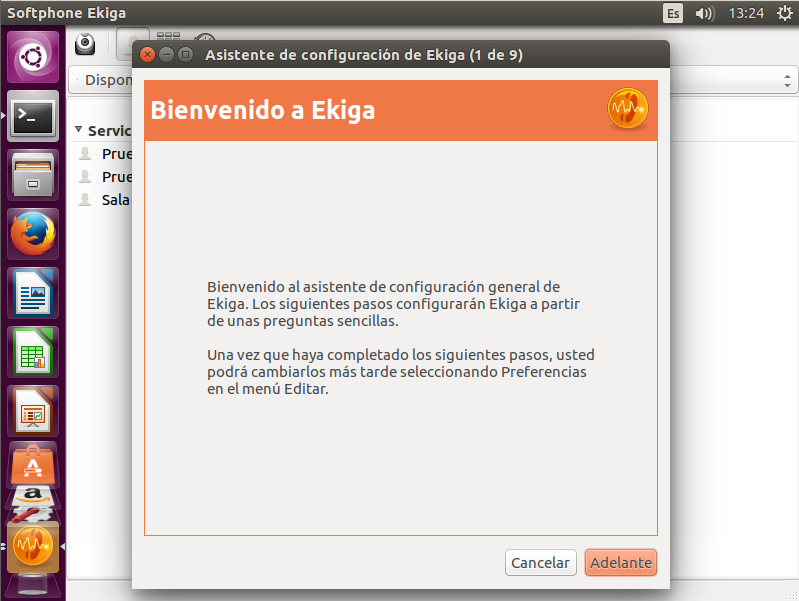 Softphone Ekiga
Es
13:24
Asistente de configuración de Ekiga (1 de 9)
Bienvenido a Ekiga
Bienvenido al asistente de configuración general de
Ekiga. Los siguientes pasos configurarán Ekiga a partir
de unas preguntas sencillas.
Una vez que haya completado los siguientes pasos, usted
podrá cambiarlos más tarde seleccionando Preferencias
en el menú Editar.
Cancelar
Adelante
Dispon
Servic
Prue
Prue
Sala